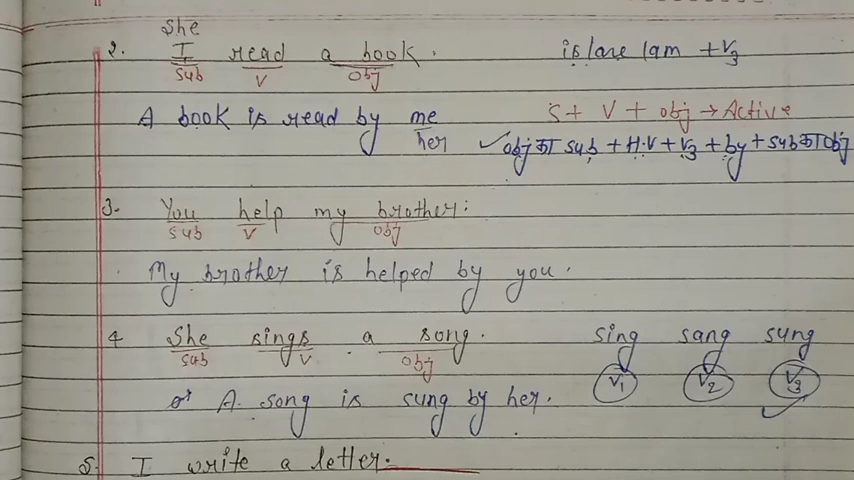 She
2. I read a book. is/are/am + V3
sub V obj
A book is read by me S + V + obj → Active
her ✓obj का sub + H.V + V3 + by + sub का obj
3. You help my brother:
sub V obj
My brother is helped by you.
4 She sings a song. sing sang sung
sub V obj V1 V2 V3
or A song is sung by her.
5. I write a letter.